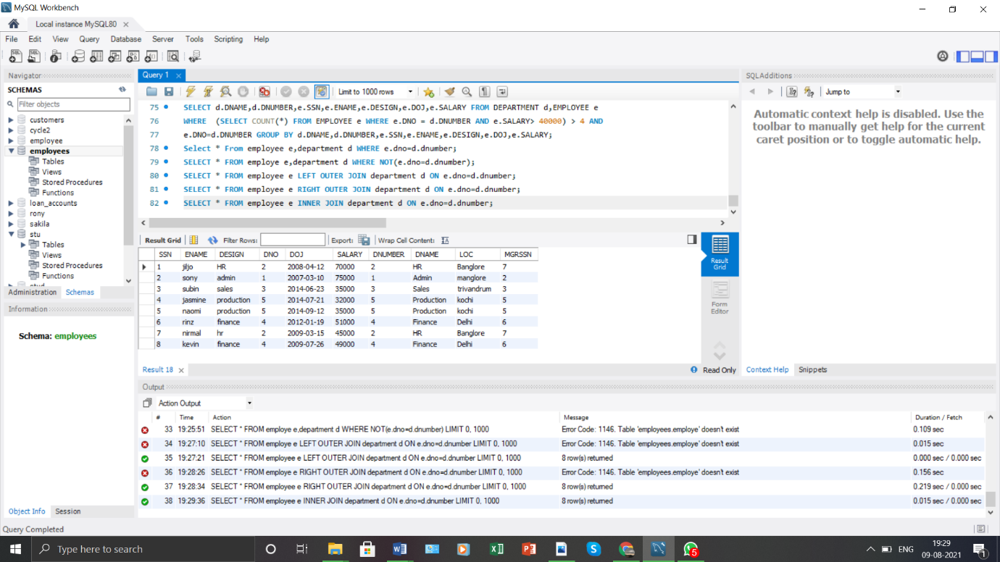 MySQL Workbench
Local instance MySQL80
File Edit View Query Database Server Tools Scripting Help
Navigator
SCHEMAS
Filter objects
customers
cycle2
employee
employees
Tables
Views
Stored Procedures
Functions
loan_accounts
rony
sakila
stu
Tables
Views
Stored Procedures
Functions
Administration Schemas
Information
Schema: employees
Object Info Session
Query 1
Limit to 1000 rows
75 SELECT d.DNAME,d.DNUMBER,e.SSN,e.ENAME,e.DESIGN,e.DOJ,e.SALARY FROM DEPARTMENT d,EMPLOYEE e
76 WHERE (SELECT COUNT(*) FROM EMPLOYEE e WHERE e.DNO = d.DNUMBER AND e.SALARY> 40000) > 4 AND
77 e.DNO=d.DNUMBER GROUP BY d.DNAME,d.DNUMBER,e.SSN,e.ENAME,e.DESIGN,e.DOJ,e.SALARY;
78 Select * From employee e,department d WHERE e.dno=d.dnumber;
79 SELECT * FROM employe e,department d WHERE NOT(e.dno=d.dnumber);
80 SELECT * FROM employee e LEFT OUTER JOIN department d ON e.dno=d.dnumber;
81 SELECT * FROM employee e RIGHT OUTER JOIN department d ON e.dno=d.dnumber;
82 SELECT * FROM employee e INNER JOIN department d ON e.dno=d.dnumber;
Result Grid Filter Rows: Export: Wrap Cell Content: IA
SSN ENAME DESIGN DNO DOJ SALARY DNUMBER DNAME LOC MGRSSN
1 jiljo HR 2 2008-04-12 70000 2 HR Banglore 7
2 sony admin 1 2007-03-10 75000 1 Admin manglore 2
3 subin sales 3 2014-06-23 35000 3 Sales trivandrum 3
4 jasmine production 5 2014-07-21 32000 5 Production kochi 5
5 naomi production 5 2014-09-12 35000 5 Production kochi 5
6 rinz finance 4 2012-01-19 51000 4 Finance Delhi 6
7 nirmal hr 2 2009-03-15 45000 2 HR Banglore 7
8 kevin finance 4 2009-07-26 49000 4 Finance Delhi 6
Result Grid
Form Editor
Result 18
Read Only
SQLAdditions
Jump to
Automatic context help is disabled. Use the
toolbar to manually get help for the current
caret position or to toggle automatic help.
Context Help Snippets
Output
Action Output
# Time Action Message Duration / Fetch
33 19:25:51 SELECT * FROM employe e,department d WHERE NOT(e.dno=d.dnumber) LIMIT 0, 1000 Error Code: 1146. Table 'employees.employe' doesn't exist 0.109 sec
34 19:27:10 SELECT * FROM employe e LEFT OUTER JOIN department d ON e.dno=d.dnumber LIMIT 0, 1000 Error Code: 1146. Table 'employees.employe' doesn't exist 0.015 sec
35 19:27:21 SELECT * FROM employee e LEFT OUTER JOIN department d ON e.dno=d.dnumber LIMIT 0, 1000 8 row(s) returned 0.000 sec / 0.000 sec
36 19:28:26 SELECT * FROM employe e RIGHT OUTER JOIN department d ON e.dno=d.dnumber LIMIT 0, 1000 Error Code: 1146. Table 'employees.employe' doesn't exist 0.156 sec
37 19:28:34 SELECT * FROM employee e RIGHT OUTER JOIN department d ON e.dno=d.dnumber LIMIT 0, 1000 8 row(s) returned 0.219 sec / 0.000 sec
38 19:29:36 SELECT * FROM employee e INNER JOIN department d ON e.dno=d.dnumber LIMIT 0, 1000 8 row(s) returned 0.015 sec / 0.000 sec
Query Completed
Type here to search
5
ENG
19:29
09-08-2021
1